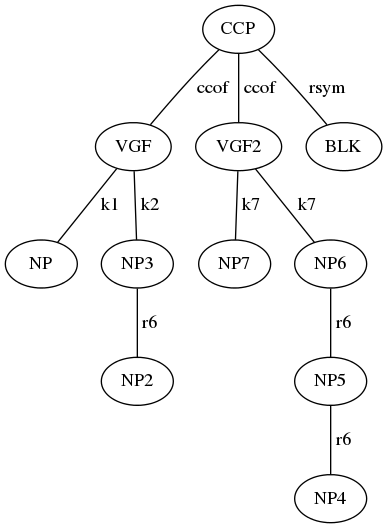 CCP
ccof ccof rsym
VGF VGF2 BLK
k1 k2 k7 k7
NP NP3 NP7 NP6
r6 r6
NP2 NP5
r6
NP4